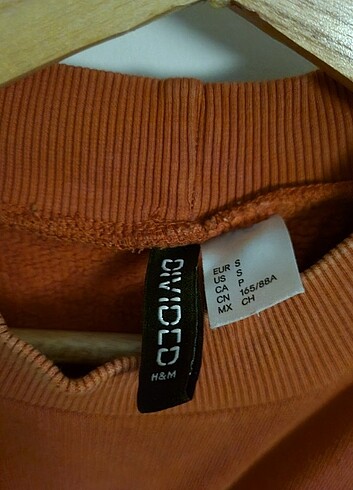 DIVIDED
H&M
EUR S
US S
CA P
CN 165/88A
MX CH